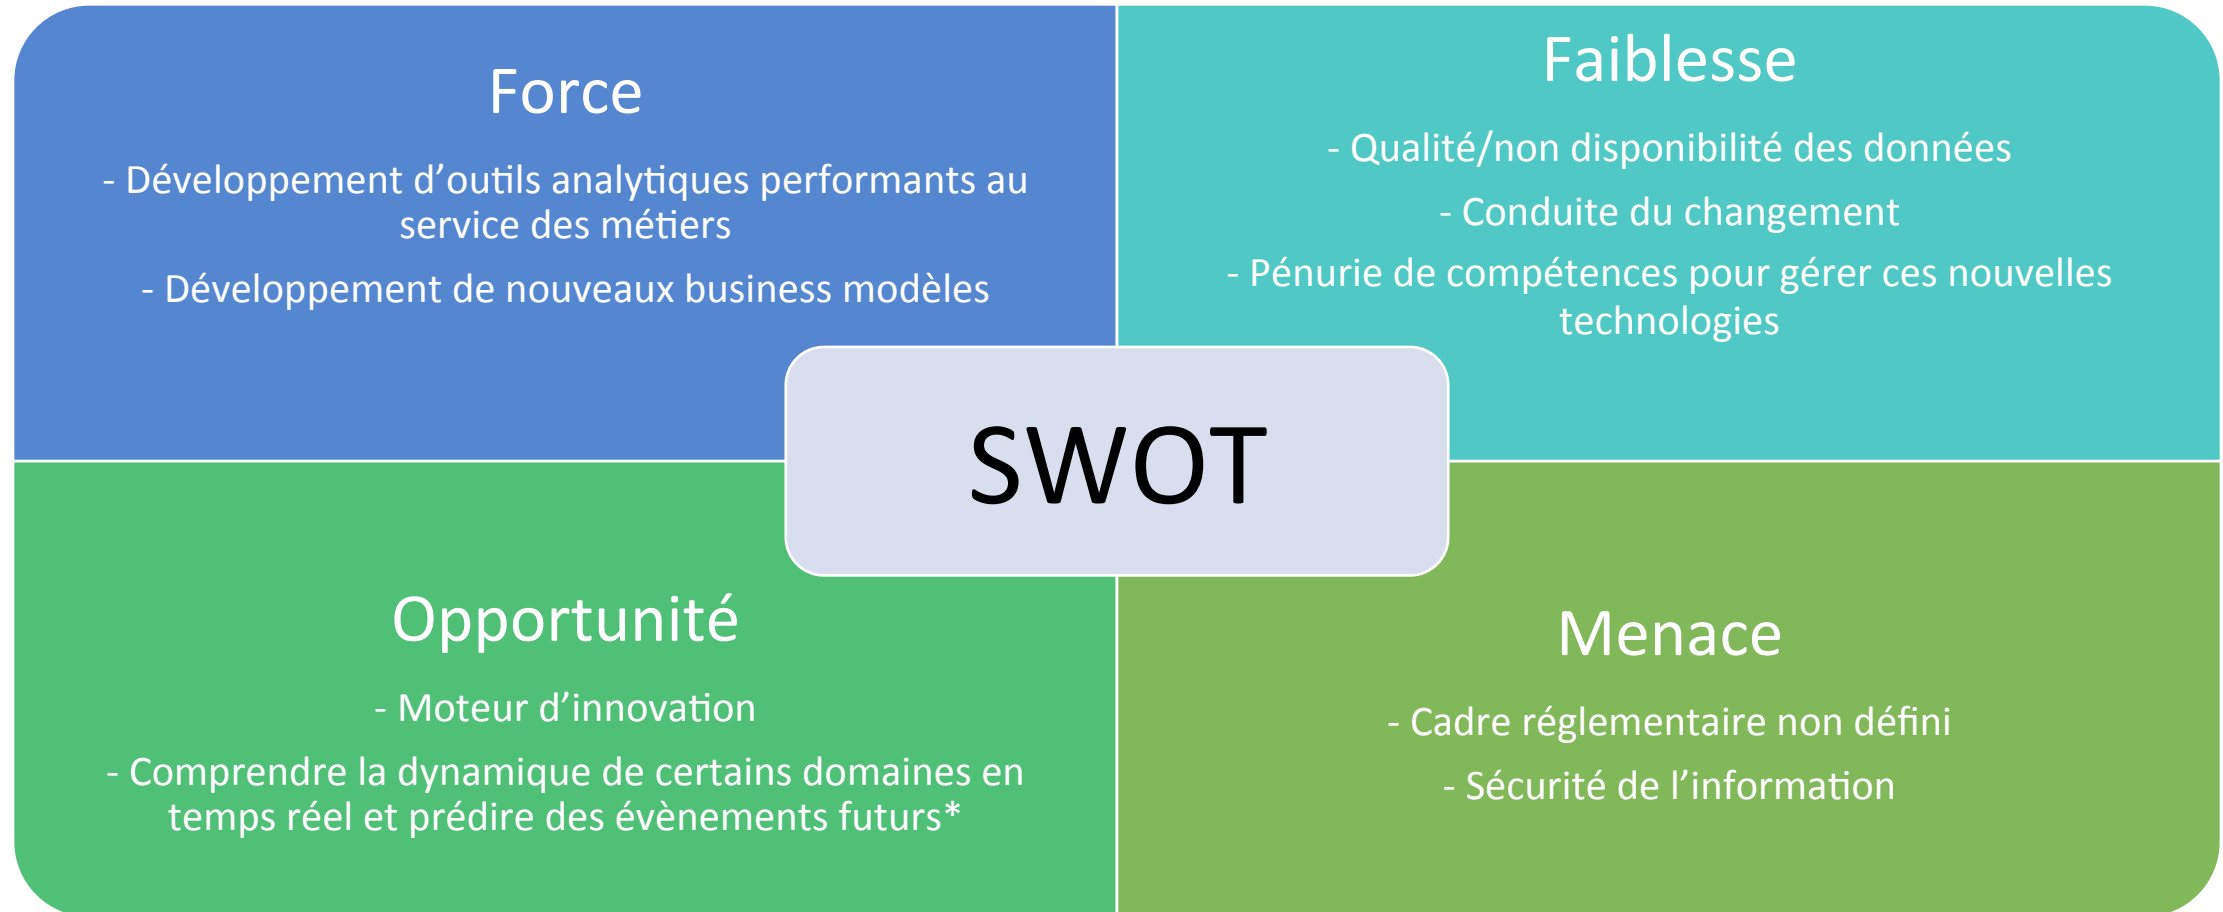 Force
- Développement d’outils analytiques performants au
service des métiers
- Développement de nouveaux business modèles
Faiblesse
- Qualité/non disponibilité des données
- Conduite du changement
- Pénurie de compétences pour gérer ces nouvelles
technologies
SWOT
Opportunité
- Moteur d’innovation
- Comprendre la dynamique de certains domaines en
temps réel et prédire des évènements futurs*
Menace
- Cadre réglementaire non défini
- Sécurité de l’information